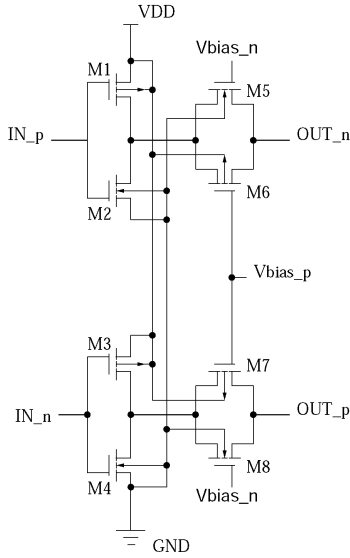 VDD
Vbias_n
M1
M5
IN_p
OUT_n
M2
M6
Vbias_p
M3
M7
IN_n
OUT_p
M4
M8
Vbias_n
GND